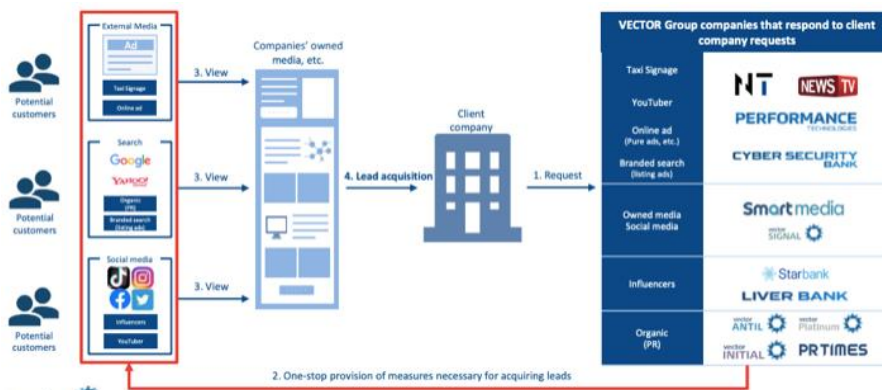 External Media
Ad
Taxi Signage
Online ad
Potential
customers
3. View
Search
Google
YAHOO!
Organic
(PR)
Branded search
(listing ads)
Potential
customers
3. View
Social media
Influencers
YouTuber
Potential
customers
3. View
Companies' owned
media, etc.
4. Lead acquisition
Client
company
1. Request
2. One-stop provision of measures necessary for acquiring leads
VECTOR Group companies that respond to client
company requests
Taxi Signage
YouTuber
Online ad
(Pure ads, etc.)
Branded search
(listing ads)
NT
NEWS TV
PERFORMANCE
TECHNOLOGIES
CYBER SECURITY
BANK
Owned media
Social media
Smartmedia
vector
SIGNAL
Influencers
Starbank
LIVER BANK
Organic
(PR)
vector
ANTIL
vector
Platinum
vector
INITIAL
PR TIMES